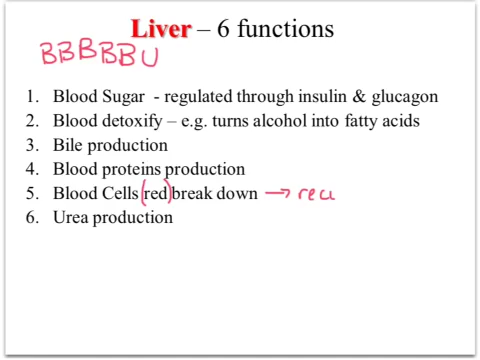 Liver – 6 functions
BBBBBU
1. Blood Sugar - regulated through insulin & glucagon
2. Blood detoxify – e.g. turns alcohol into fatty acids
3. Bile production
4. Blood proteins production
5. Blood Cells (red) break down → recu
6. Urea production